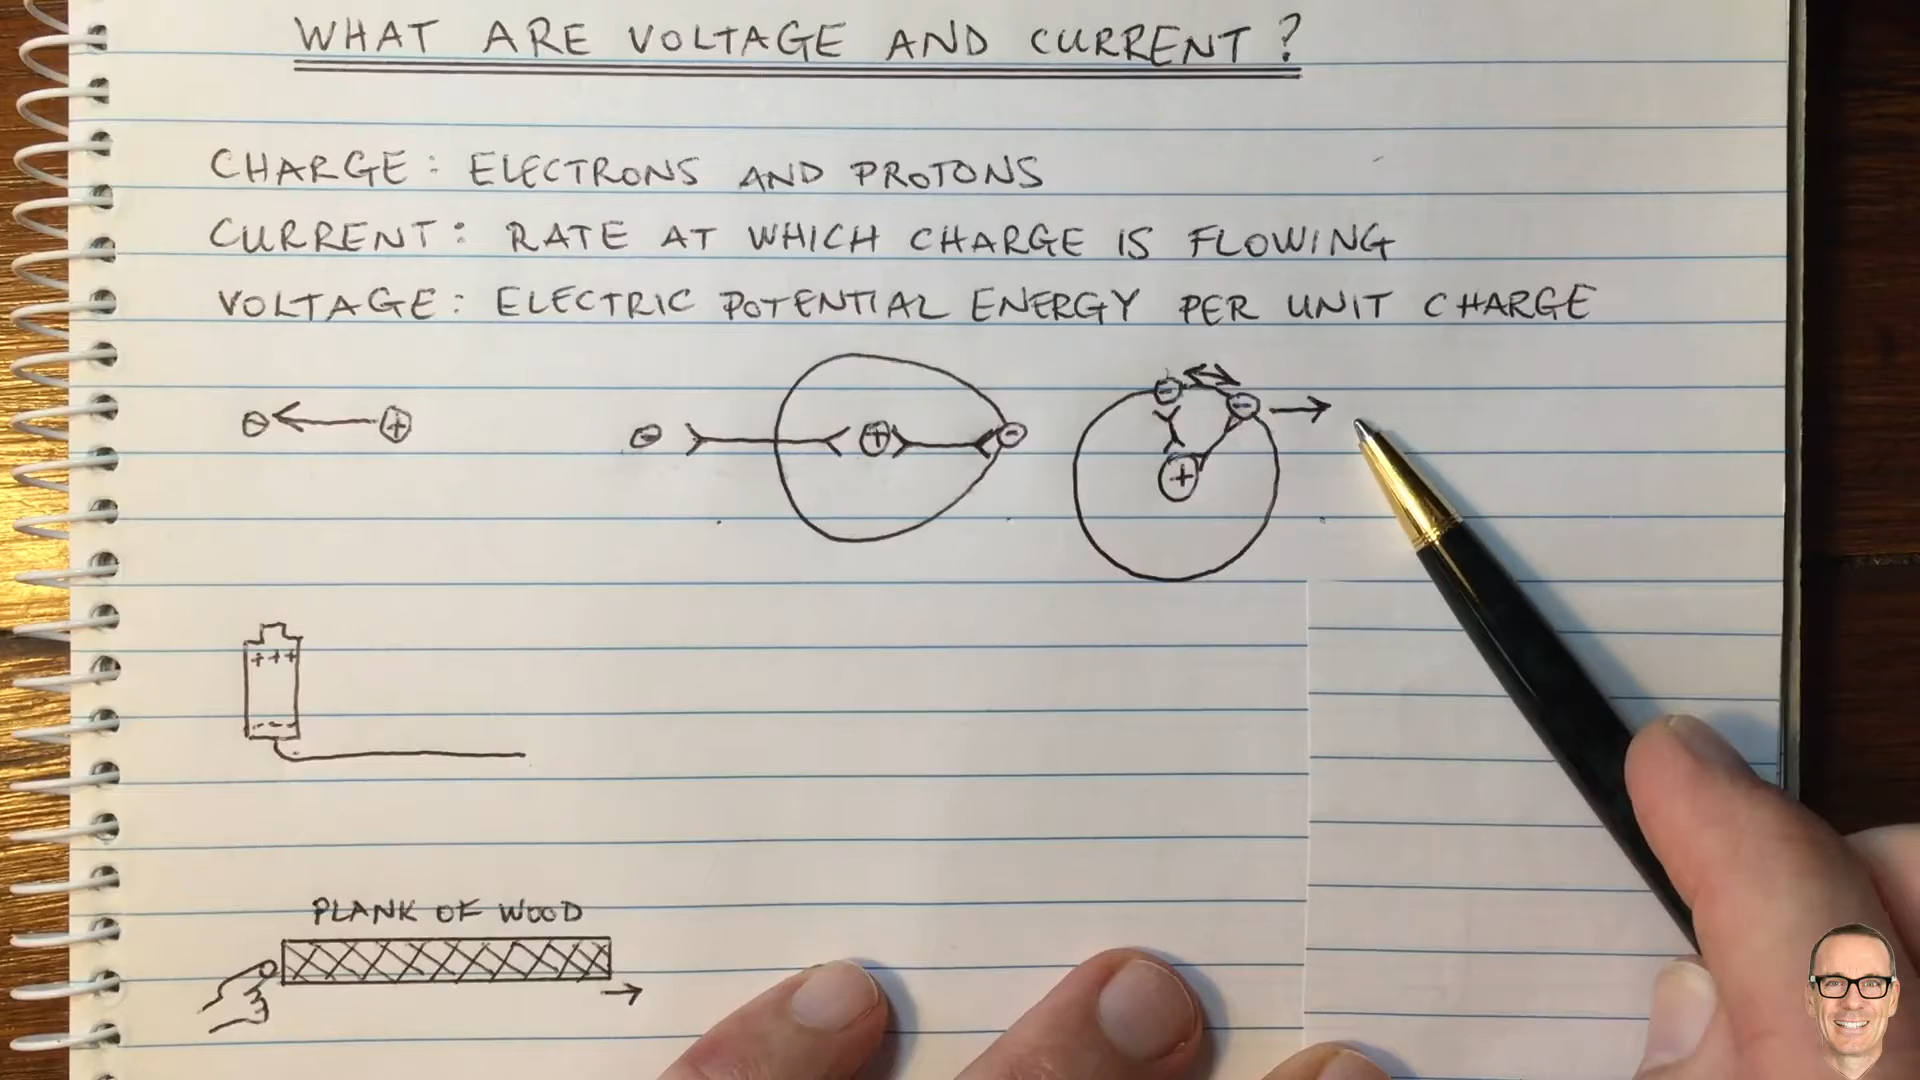 WHAT ARE VOLTAGE AND CURRENT?
CHARGE: ELECTRONS AND PROTONS
CURRENT: RATE AT WHICH CHARGE IS FLOWING
VOLTAGE: ELECTRIC POTENTIAL ENERGY PER UNIT CHARGE
- + - + - - - +
+++
---
PLANK OF WOOD